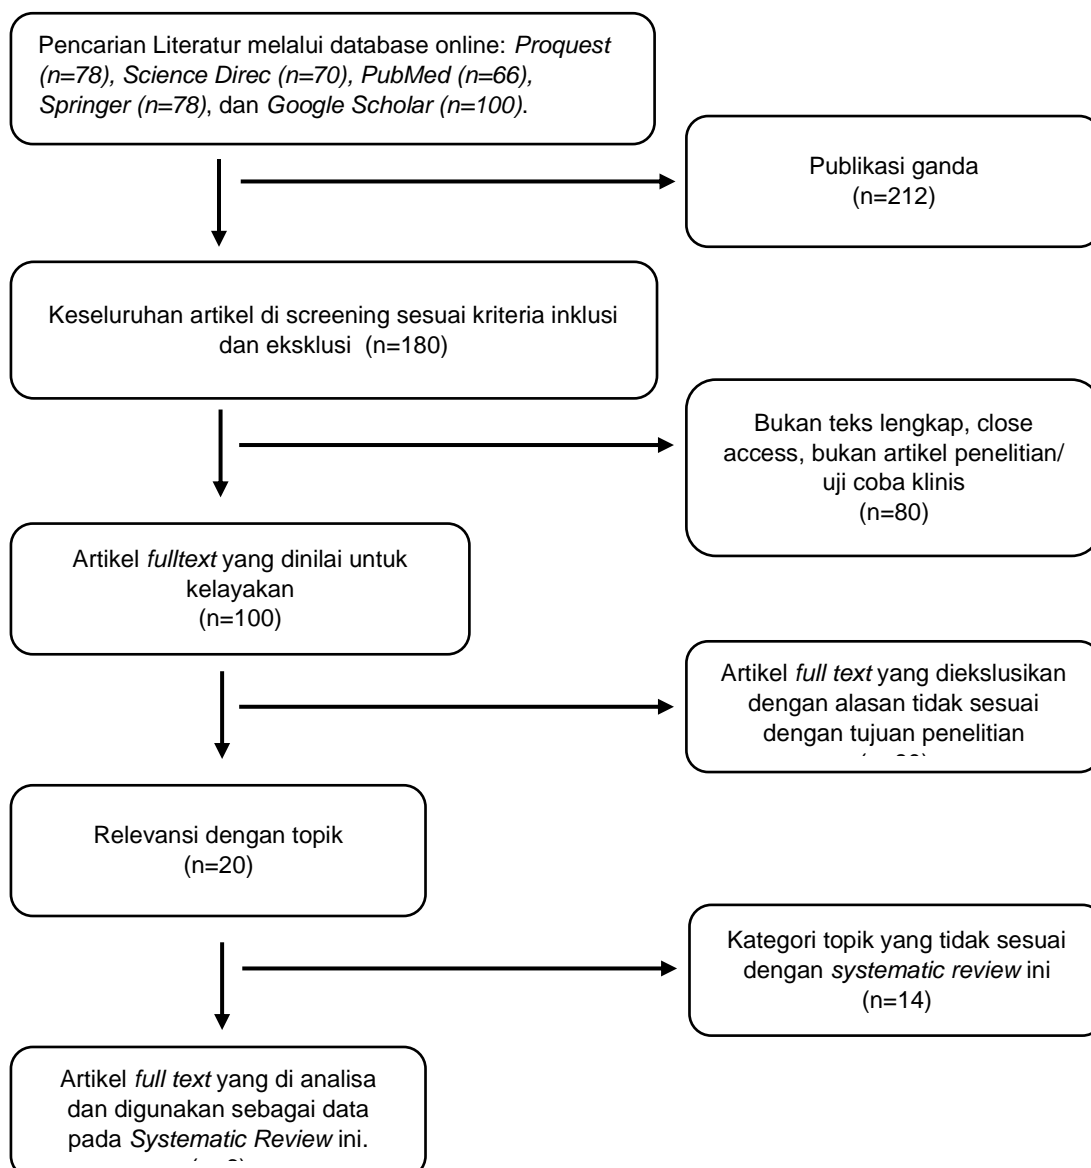 Pencarian Literatur melalui database online: Proquest
(n=78), Science Direc (n=70), PubMed (n=66),
Springer (n=78), dan Google Scholar (n=100).
Publikasi ganda
(n=212)
Keseluruhan artikel di screening sesuai kriteria inklusi
dan eksklusi (n=180)
Bukan teks lengkap, close
access, bukan artikel penelitian/
uji coba klinis
(n=80)
Artikel fulltext yang dinilai untuk
kelayakan
(n=100)
Artikel full text yang diekslusikan
dengan alasan tidak sesuai
dengan tujuan penelitian
Relevansi dengan topik
(n=20)
Kategori topik yang tidak sesuai
dengan systematic review ini
(n=14)
Artikel full text yang di analisa
dan digunakan sebagai data
pada Systematic Review ini.